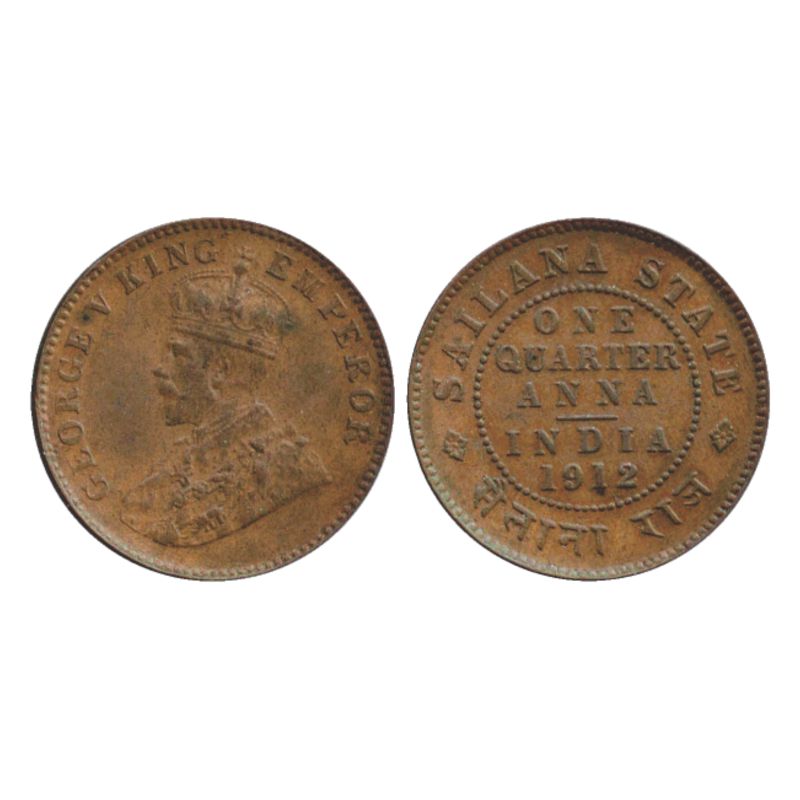 GEORGE V KING EMPEROR
SAILANA STATE
ONE
QUARTER
ANNA
INDIA
1912
सैलाना राज